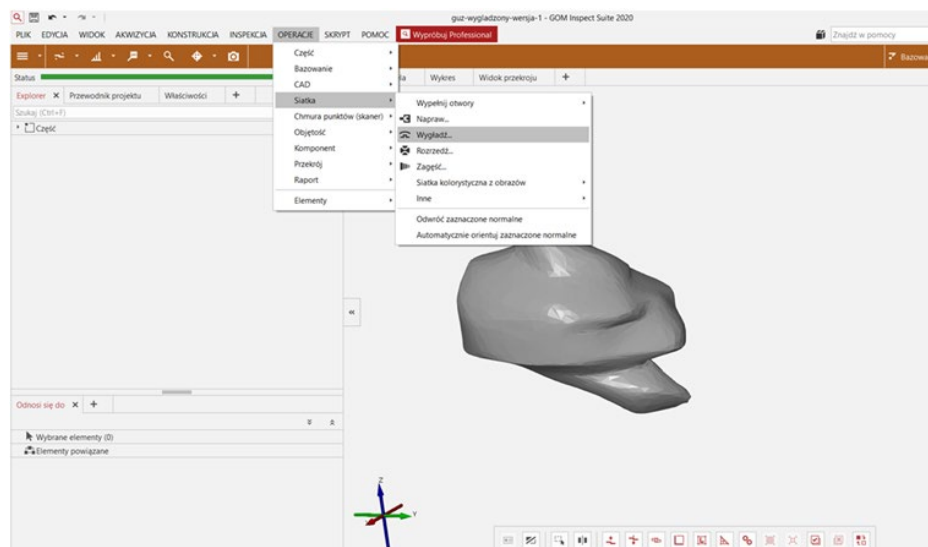 guz-wygladzony-wersja-1 - GOM Inspect Suite 2020
PLIK EDYCJA WIDOK AKWIZYCJA KONSTRUKCJA INSPEKCJA OPERACJE SKRYPT POMOC Wypróbuj Professional Znajdź w pomocy
Bazowa
Status
Wykres Widok przekroju
Explorer Przewodnik projektu Właściwości
Szukaj (Ctrl+F)
Część
Część
Bazowanie
CAD
Siatka
Chmura punktów (skaner)
Objętość
Komponent
Przekrój
Raport
Elementy
Wypełnij otwory
Napraw...
Wygładź...
Rozrzedź...
Zagęść...
Siatka kolorystyczna z obrazów
Inne
Odwróć zaznaczone normalne
Automatycznie orientuj zaznaczone normalne
Odnosi się do
Wybrane elementy (0)
Elementy powiązane
Z
Y